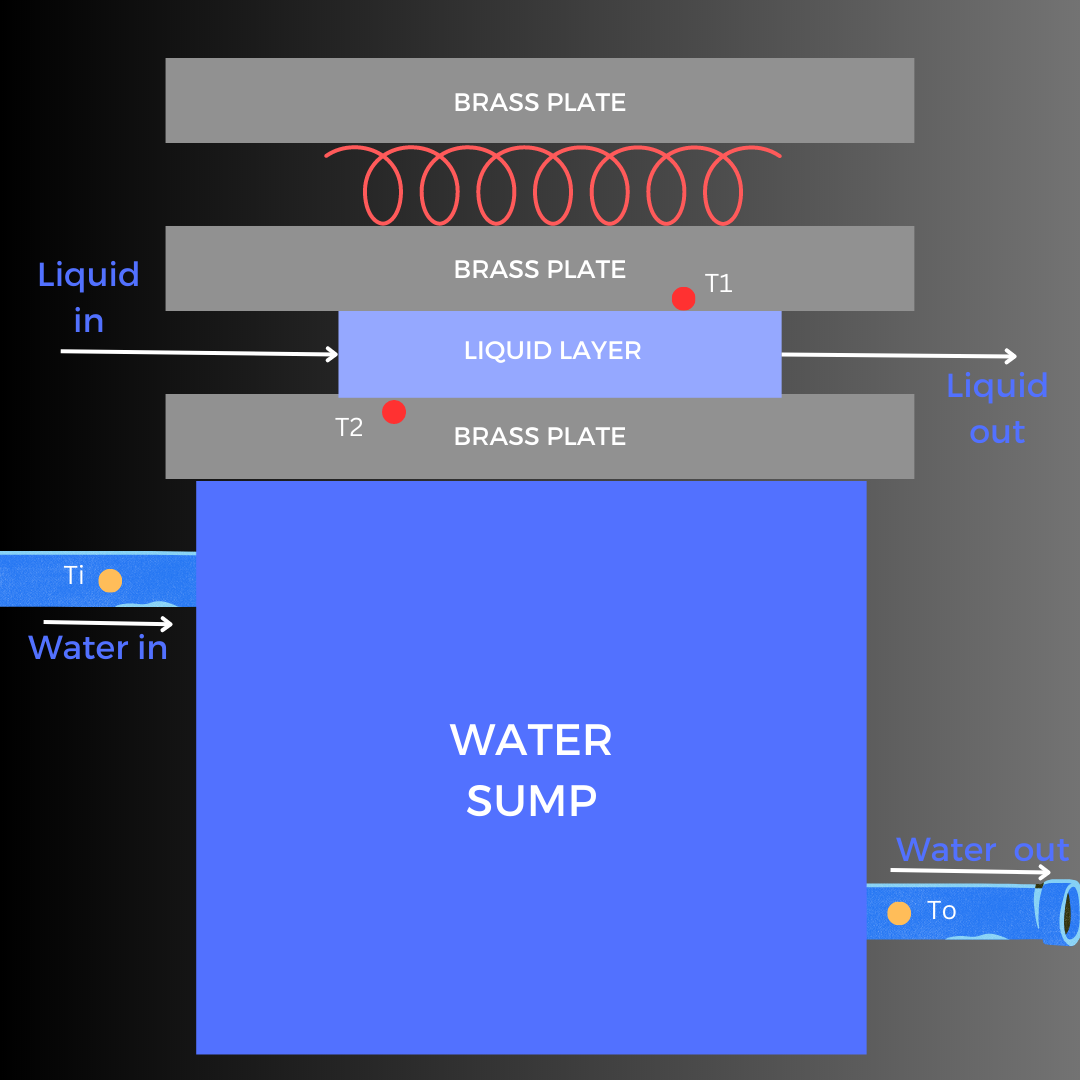 BRASS PLATE
BRASS PLATE
T1
Liquid
in
LIQUID LAYER
Liquid
out
T2
BRASS PLATE
Ti
Water in
WATER
SUMP
Water out
To